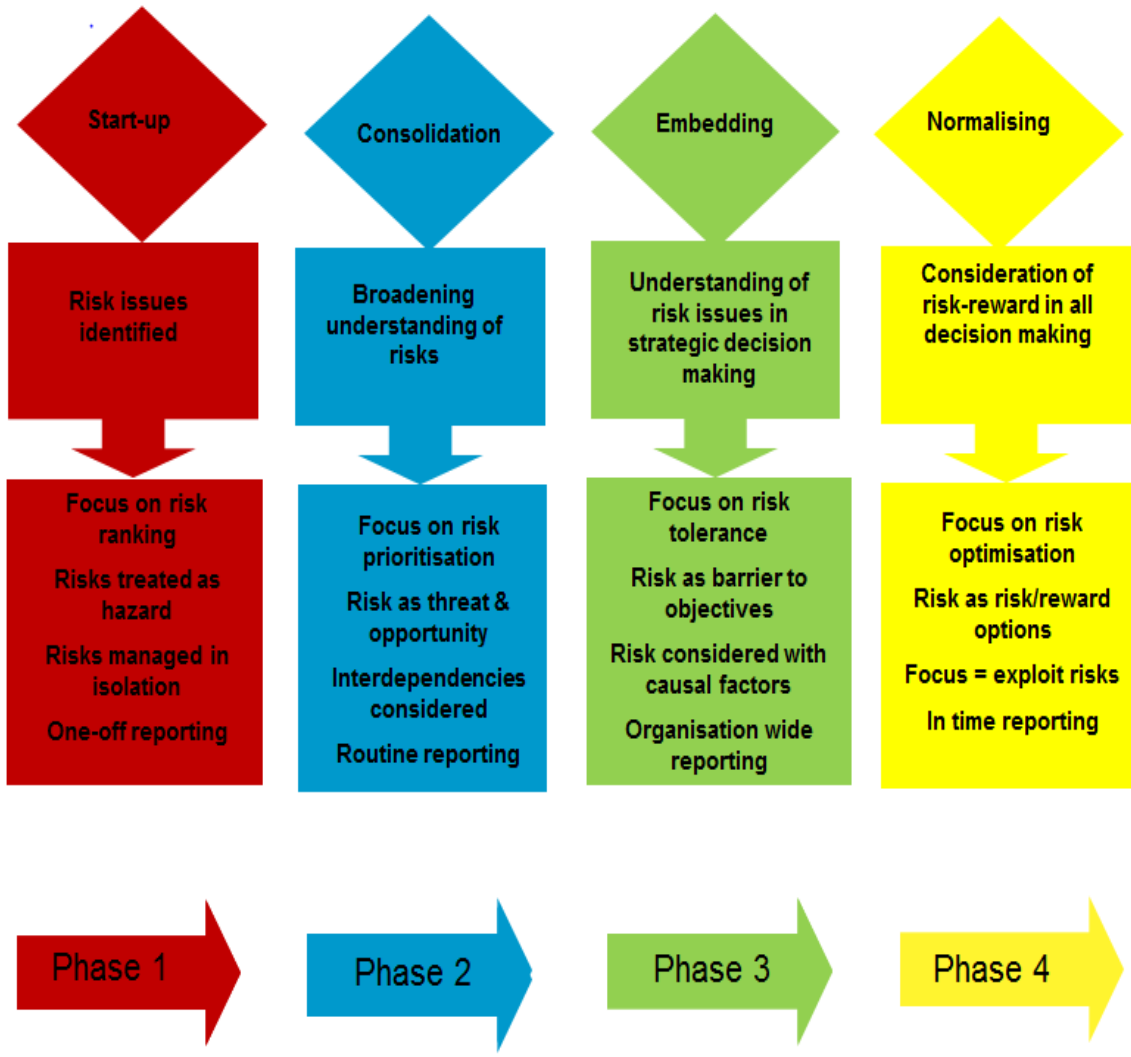 Start-up
Risk issues
identified
Focus on risk
ranking
Risks treated as
hazard
Risks managed in
isolation
One-off reporting
Consolidation
Broadening
understanding of
risks
Focus on risk
prioritisation
Risk as threat &
opportunity
Interdependencies
considered
Routine reporting
Embedding
Understanding of
risk issues in
strategic decision
making
Focus on risk
tolerance
Risk as barrier to
objectives
Risk considered with
causal factors
Organisation wide
reporting
Normalising
Consideration of
risk-reward in all
decision making
Focus on risk
optimisation
Risk as risk/reward
options
Focus = exploit risks
In time reporting
Phase 1
Phase 2
Phase 3
Phase 4